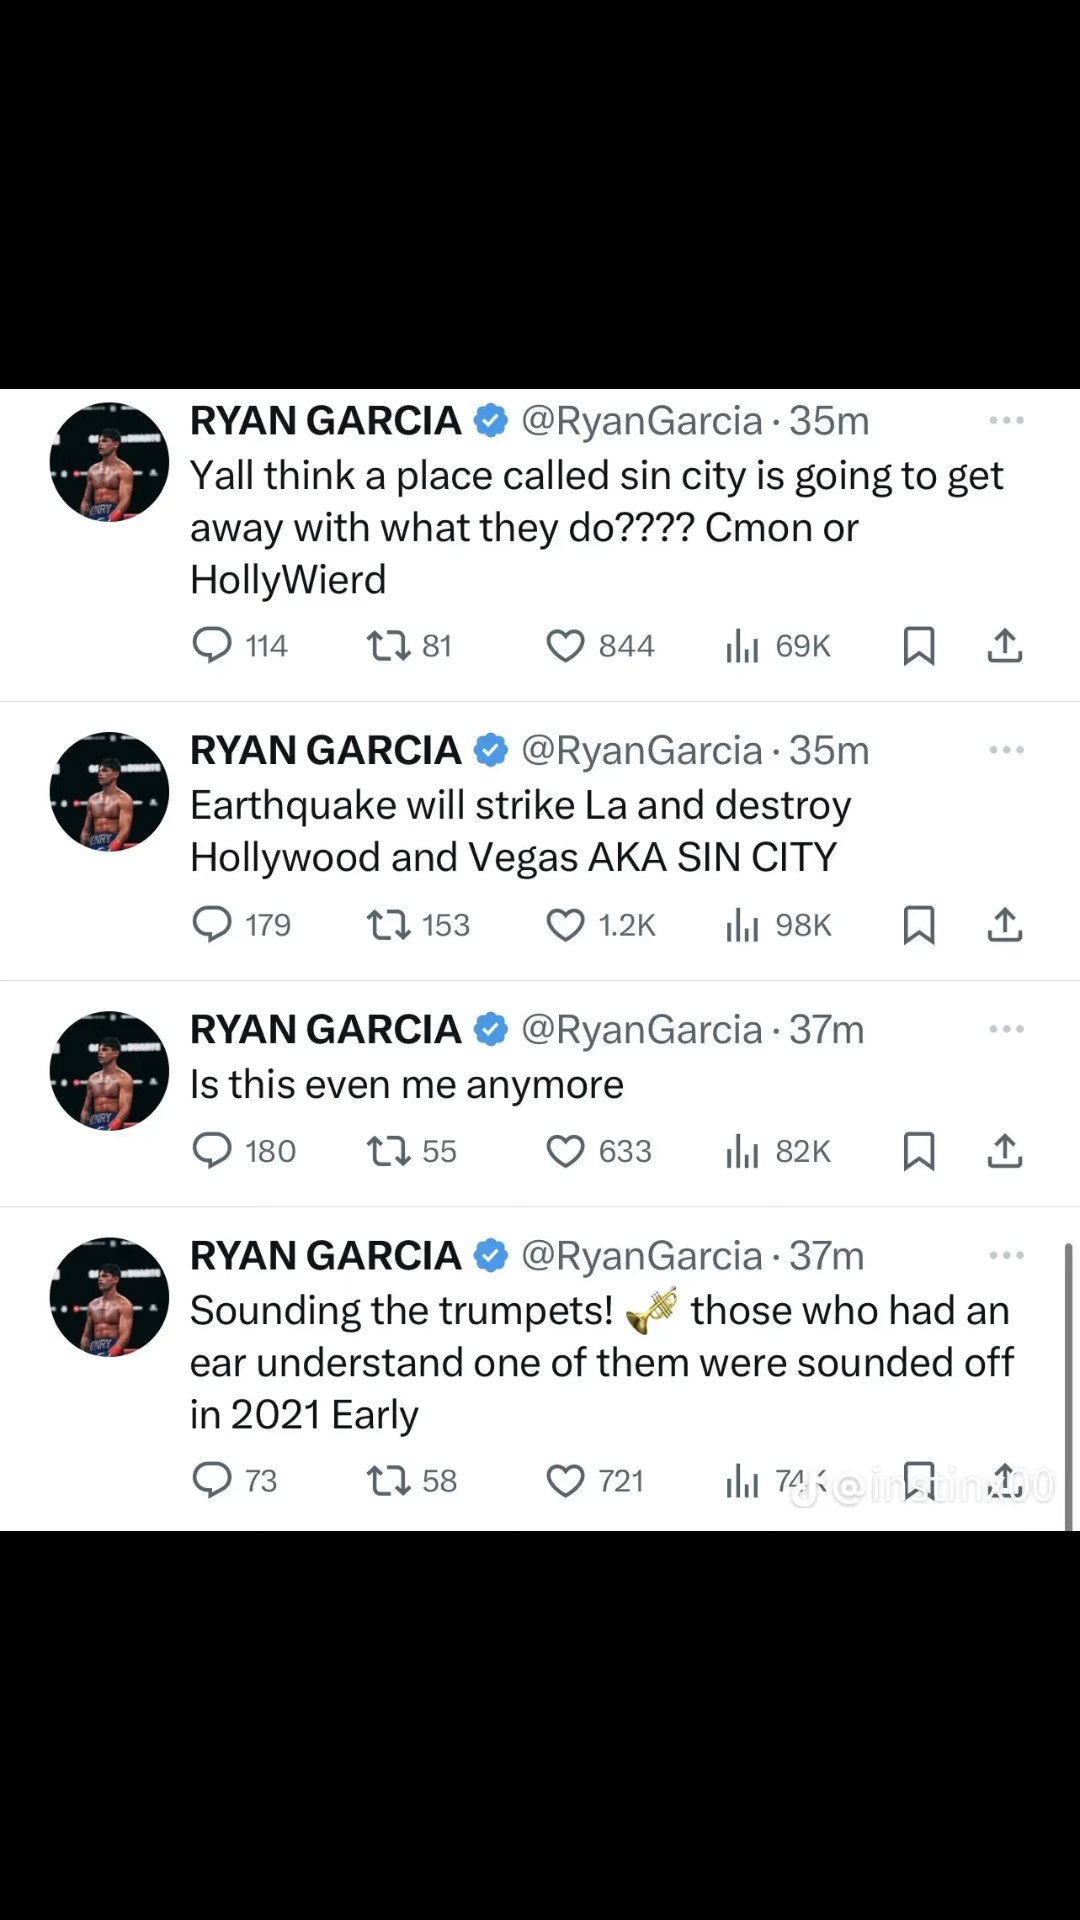 RYAN GARCIA @RyanGarcia · 35m
Yall think a place called sin city is going to get
away with what they do???? Cmon or
HollyWierd
114 81 844 69K
RYAN GARCIA @RyanGarcia · 35m
Earthquake will strike La and destroy
Hollywood and Vegas AKA SIN CITY
179 153 1.2K 98K
RYAN GARCIA @RyanGarcia · 37m
Is this even me anymore
180 55 633 82K
RYAN GARCIA @RyanGarcia · 37m
Sounding the trumpets! 🎺 those who had an
ear understand one of them were sounded off
in 2021 Early
73 58 721 74K
@instinx00